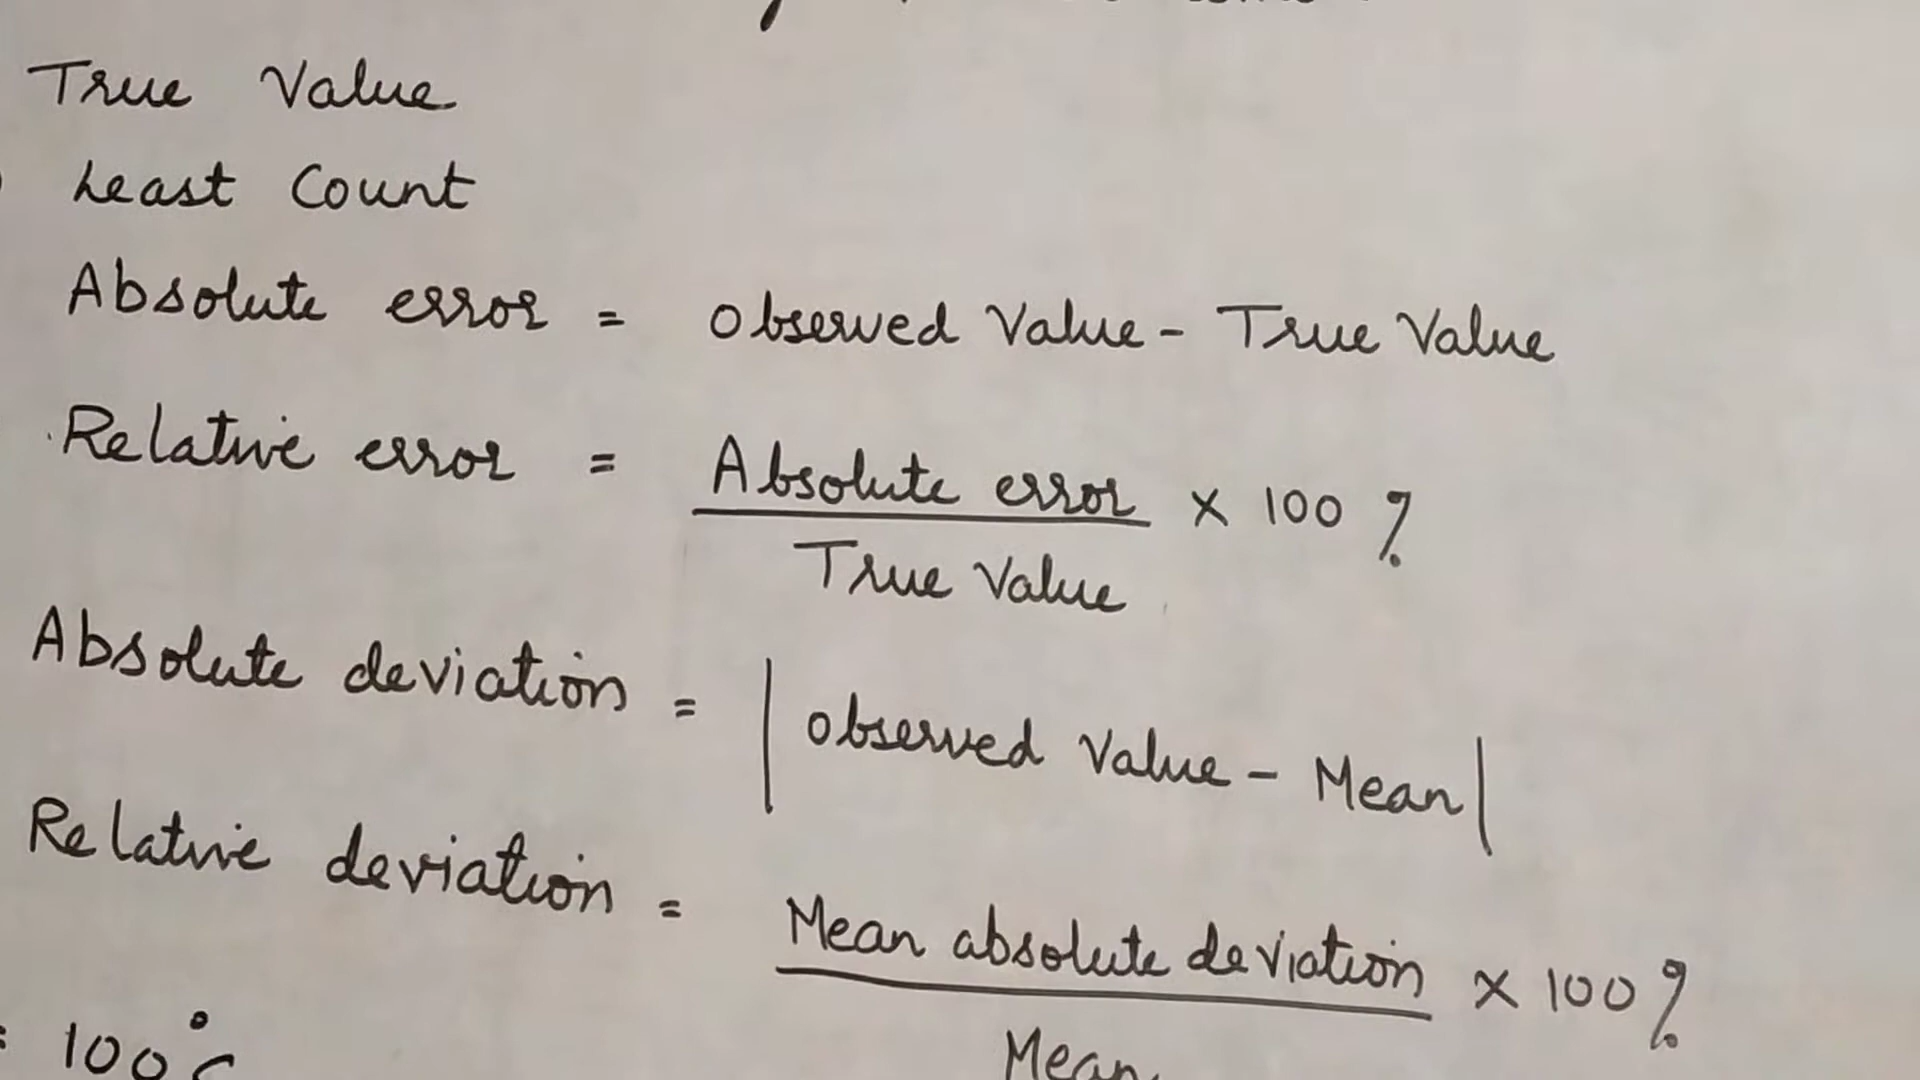 True Value
Least Count
Absolute error = Observed Value - True Value
Relative error = Absolute error × 100 %
True Value
Absolute deviation = | Observed Value - Mean |
Relative deviation = Mean absolute deviation × 100 %
Mean
= 100°C